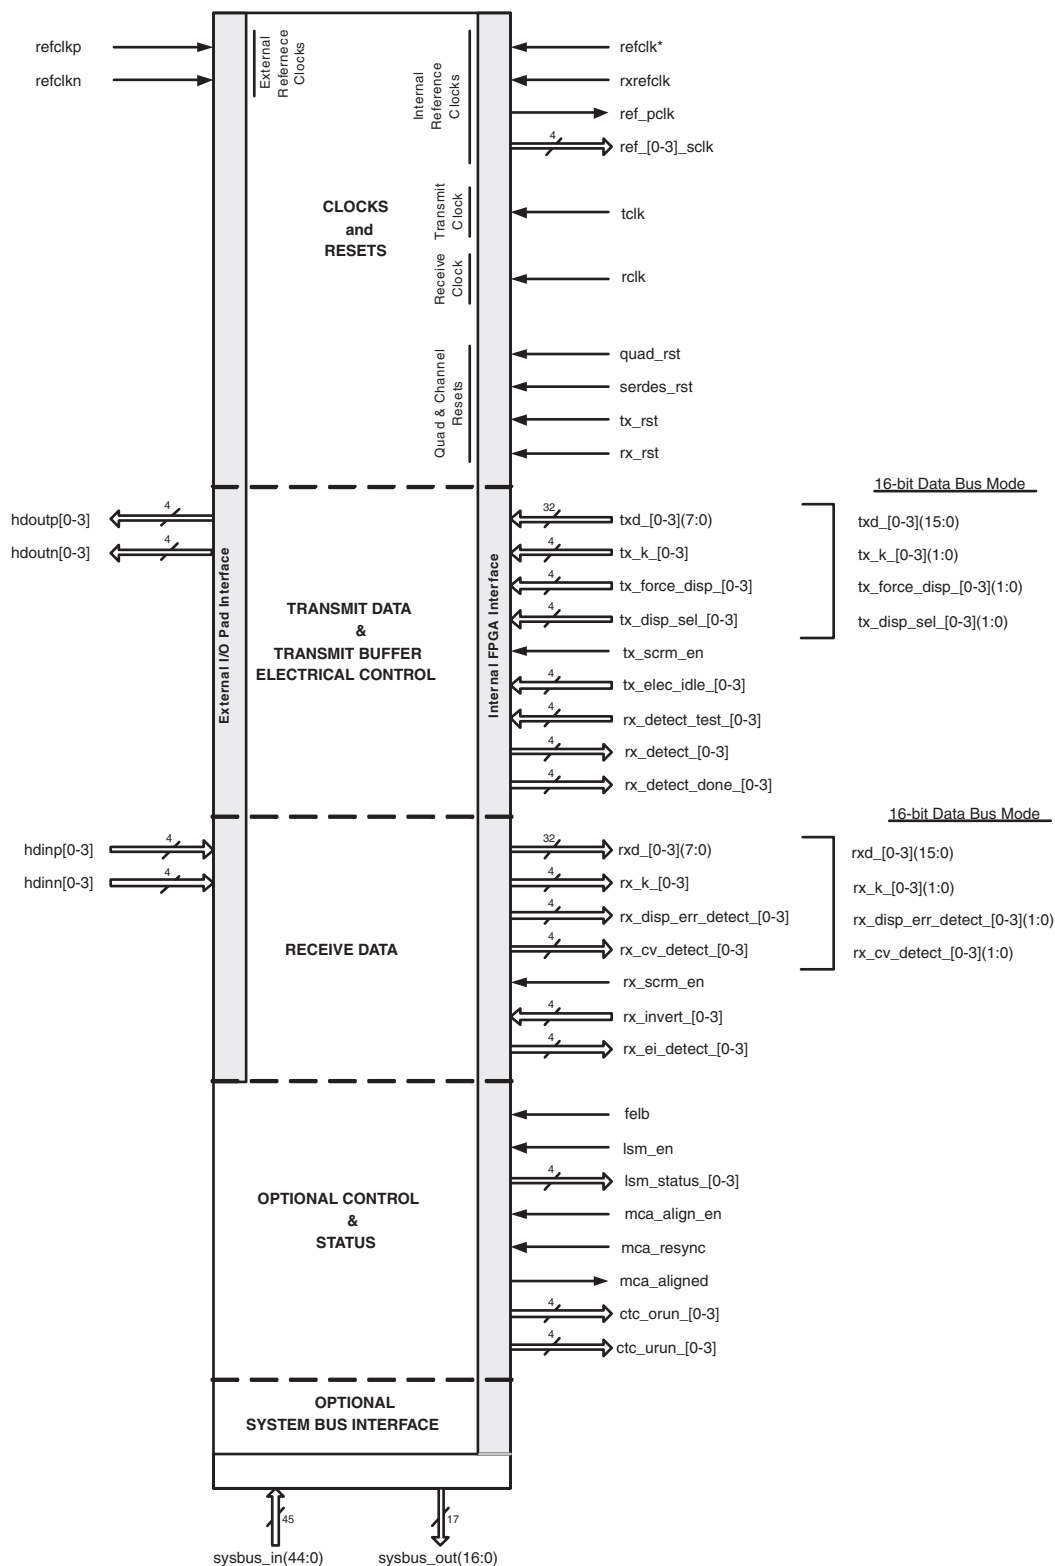 refclkp
refclkn
External
Refernece
Clocks
Internal
Reference
Clocks
refclk*
rxrefclk
ref_pclk
4
ref_[0-3]_sclk
CLOCKS
and
RESETS
Transmit
Clock
tclk
Receive
Clock
rclk
Quad & Channel
Resets
quad_rst
serdes_rst
tx_rst
rx_rst
External I/O Pad Interface
Internal FPGA Interface
hdoutp[0-3]
4
hdoutn[0-3]
4
TRANSMIT DATA
&
TRANSMIT BUFFER
ELECTRICAL CONTROL
16-bit Data Bus Mode
32
txd_[0-3](7:0)
txd_[0-3](15:0)
4
tx_k_[0-3]
tx_k_[0-3](1:0)
4
tx_force_disp_[0-3]
tx_force_disp_[0-3](1:0)
4
tx_disp_sel_[0-3]
tx_disp_sel_[0-3](1:0)
tx_scrm_en
4
tx_elec_idle_[0-3]
4
rx_detect_test_[0-3]
4
rx_detect_[0-3]
4
rx_detect_done_[0-3]
16-bit Data Bus Mode
hdinp[0-3]
4
hdinn[0-3]
4
RECEIVE DATA
32
rxd_[0-3](7:0)
rxd_[0-3](15:0)
4
rx_k_[0-3]
rx_k_[0-3](1:0)
4
rx_disp_err_detect_[0-3]
rx_disp_err_detect_[0-3](1:0)
4
rx_cv_detect_[0-3]
rx_cv_detect_[0-3](1:0)
rx_scrm_en
4
rx_invert_[0-3]
4
rx_ei_detect_[0-3]
OPTIONAL CONTROL
&
STATUS
felb
lsm_en
4
lsm_status_[0-3]
mca_align_en
mca_resync
mca_aligned
4
ctc_orun_[0-3]
4
ctc_urun_[0-3]
OPTIONAL
SYSTEM BUS INTERFACE
45
17
sysbus_in(44:0)
sysbus_out(16:0)